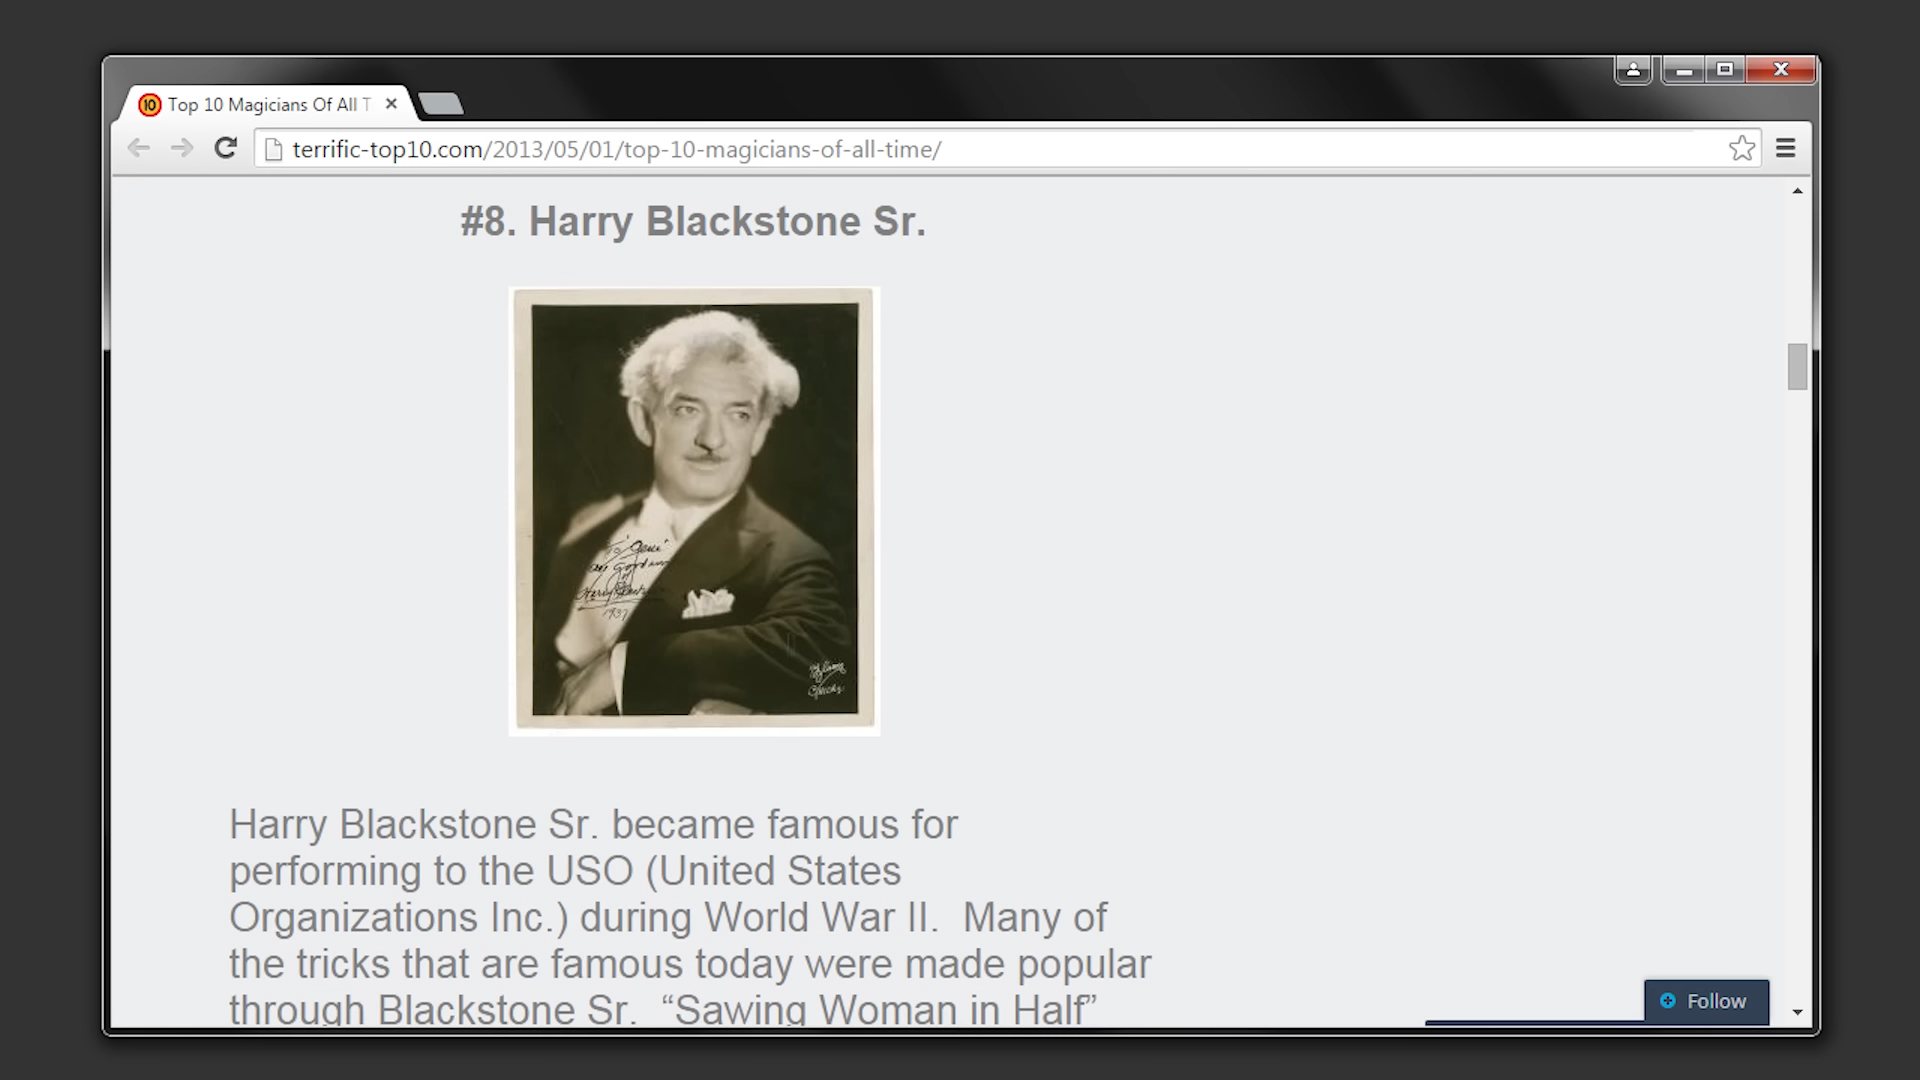 Top 10 Magicians Of All T
terrific-top10.com/2013/05/01/top-10-magicians-of-all-time/
#8. Harry Blackstone Sr.
1937
Harry Blackstone Sr. became famous for
performing to the USO (United States
Organizations Inc.) during World War II.  Many of
the tricks that are famous today were made popular
through Blackstone Sr.  “Sawing Woman in Half”
Follow